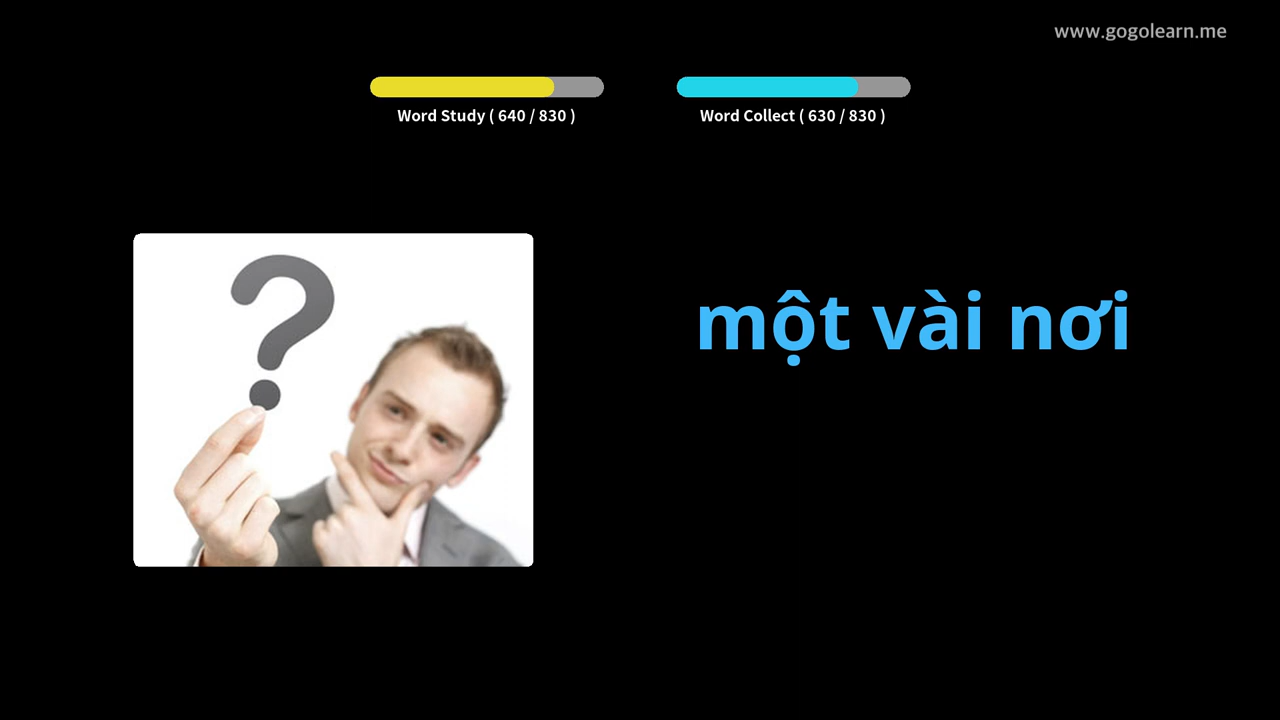 www.gogolearn.me
Word Study ( 640 / 830 )
Word Collect ( 630 / 830 )
?
một vài nơi